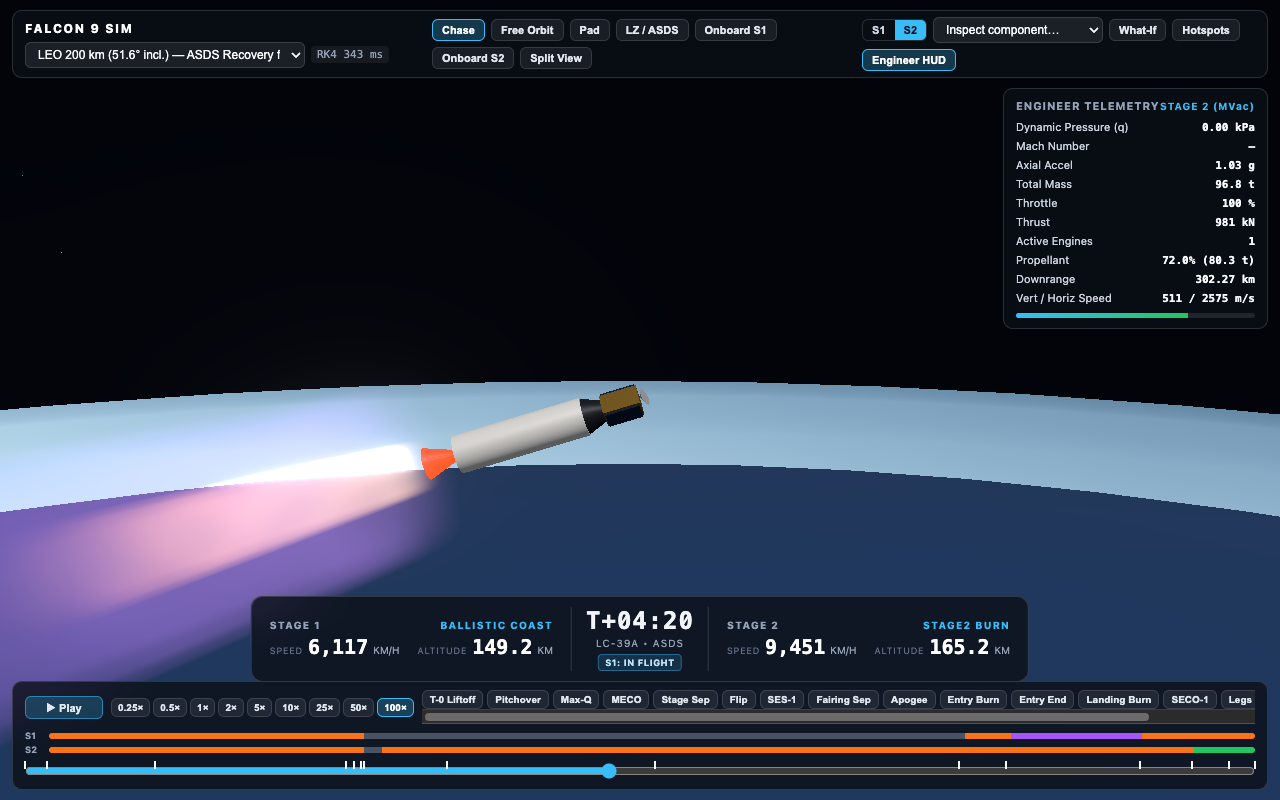 FALCON 9 SIM
LEO 200 km (51.6° incl.) — ASDS Recovery f
RK4 343 ms
Chase
Free Orbit
Pad
LZ / ASDS
Onboard S1
Onboard S2
Split View
S1
S2
Inspect component…
What-If
Hotspots
Engineer HUD
ENGINEER TELEMETRY STAGE 2 (MVac)
Dynamic Pressure (q) 0.00 kPa
Mach Number —
Axial Accel 1.03 g
Total Mass 96.8 t
Throttle 100 %
Thrust 981 kN
Active Engines 1
Propellant 72.0% (80.3 t)
Downrange 302.27 km
Vert / Horiz Speed 511 / 2575 m/s
STAGE 1 BALLISTIC COAST
SPEED 6,117 KM/H ALTITUDE 149.2 KM
T+04:20
LC-39A • ASDS
S1: IN FLIGHT
STAGE 2 STAGE2 BURN
SPEED 9,451 KM/H ALTITUDE 165.2 KM
Play
0.25×
0.5×
1×
2×
5×
10×
25×
50×
100×
T-0 Liftoff
Pitchover
Max-Q
MECO
Stage Sep
Flip
SES-1
Fairing Sep
Apogee
Entry Burn
Entry End
Landing Burn
SECO-1
Legs
S1
S2